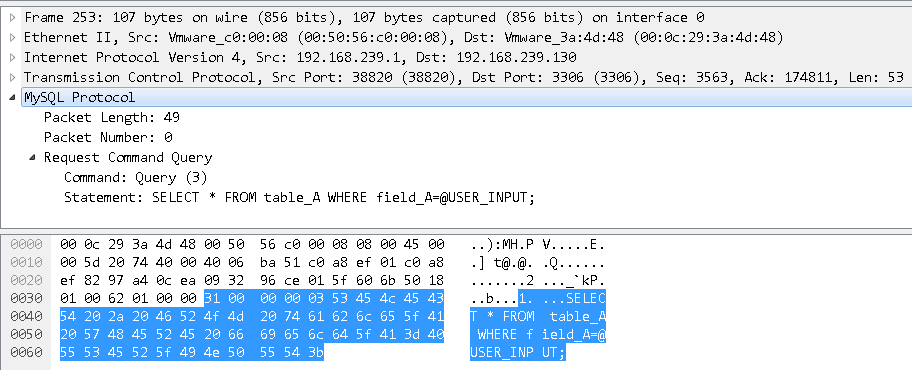 Frame 253: 107 bytes on wire (856 bits), 107 bytes captured (856 bits) on interface 0
Ethernet II, Src: Vmware_c0:00:08 (00:50:56:c0:00:08), Dst: Vmware_3a:4d:48 (00:0c:29:3a:4d:48)
Internet Protocol Version 4, Src: 192.168.239.1, Dst: 192.168.239.130
Transmission Control Protocol, Src Port: 38820 (38820), Dst Port: 3306 (3306), Seq: 3563, Ack: 174811, Len: 53
MySQL Protocol
Packet Length: 49
Packet Number: 0
Request Command Query
Command: Query (3)
Statement: SELECT * FROM table_A WHERE field_A=@USER_INPUT;
0000 00 0c 29 3a 4d 48 00 50 56 c0 00 08 08 00 45 00 ..):MH.P V.....E.
0010 00 5d 20 74 40 00 40 06 ba 51 c0 a8 ef 01 c0 a8 .] t@.@. .Q......
0020 ef 82 97 a4 0c ea 09 32 96 ce 01 5f 60 6b 50 18 .......2 ..._`kP.
0030 01 00 62 01 00 00 31 00 00 00 03 53 45 4c 45 43 ..b...1. ...SELEC
0040 54 20 2a 20 46 52 4f 4d 20 74 61 62 6c 65 5f 41 T * FROM table_A
0050 20 57 48 45 52 45 20 66 69 65 6c 64 5f 41 3d 40 WHERE f ield_A=@
0060 55 53 45 52 5f 49 4e 50 55 54 3b USER_INP UT;